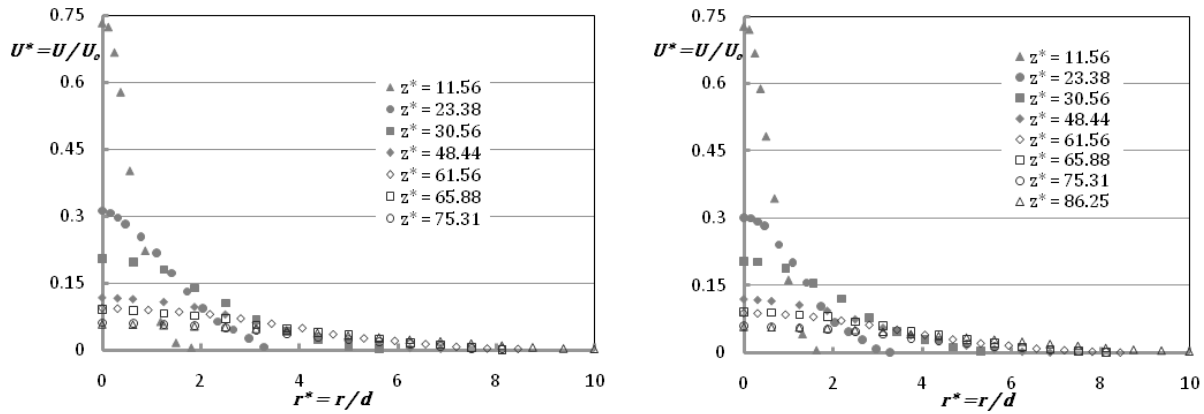 0.75
U* = U/Uₒ
0.6
0.45
0.3
0.15
0
0
2
4
6
8
10
r* = r/d
z* = 11.56
z* = 23.38
z* = 30.56
z* = 48.44
z* = 61.56
z* = 65.88
z* = 75.31
0.75
U* = U/Uₒ
0.6
0.45
0.3
0.15
0
0
2
4
6
8
10
r* = r/d
z* = 11.56
z* = 23.38
z* = 30.56
z* = 48.44
z* = 61.56
z* = 65.88
z* = 75.31
z* = 86.25